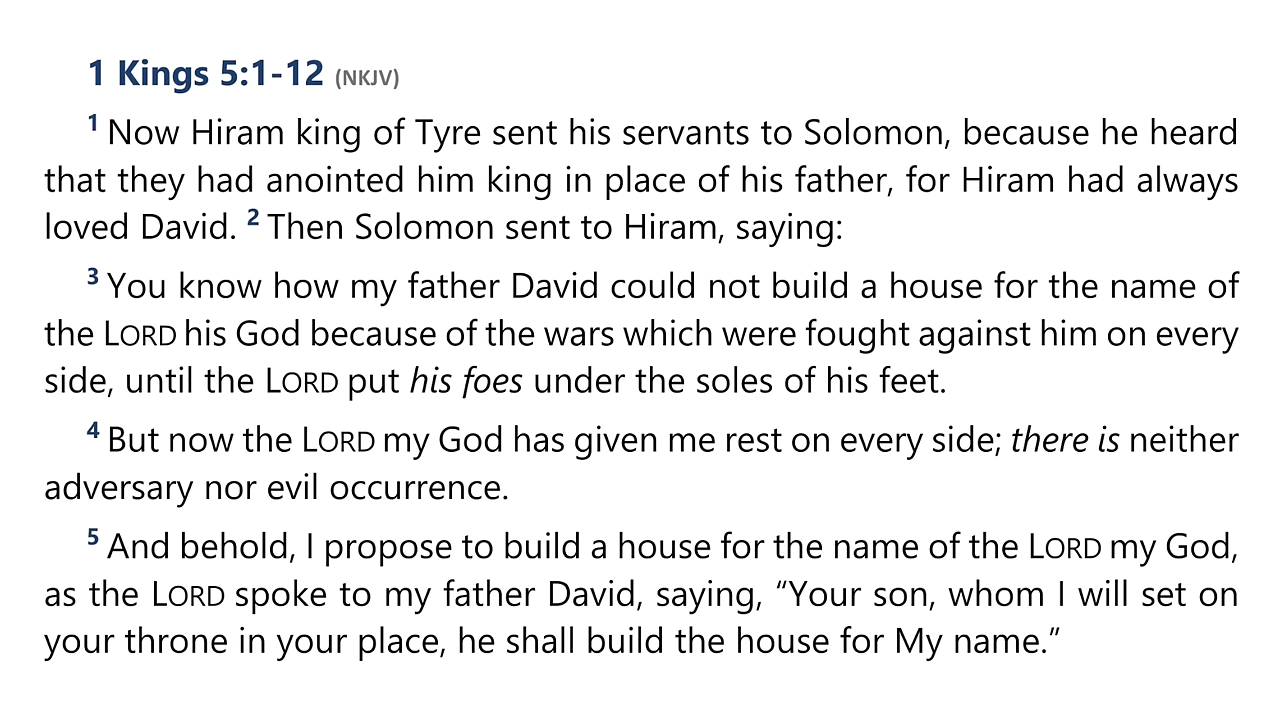 1 Kings 5:1-12 (NKJV)
1 Now Hiram king of Tyre sent his servants to Solomon, because he heard
that they had anointed him king in place of his father, for Hiram had always
loved David. 2 Then Solomon sent to Hiram, saying:
3 You know how my father David could not build a house for the name of
the LORD his God because of the wars which were fought against him on every
side, until the LORD put his foes under the soles of his feet.
4 But now the LORD my God has given me rest on every side; there is neither
adversary nor evil occurrence.
5 And behold, I propose to build a house for the name of the LORD my God,
as the LORD spoke to my father David, saying, “Your son, whom I will set on
your throne in your place, he shall build the house for My name.”